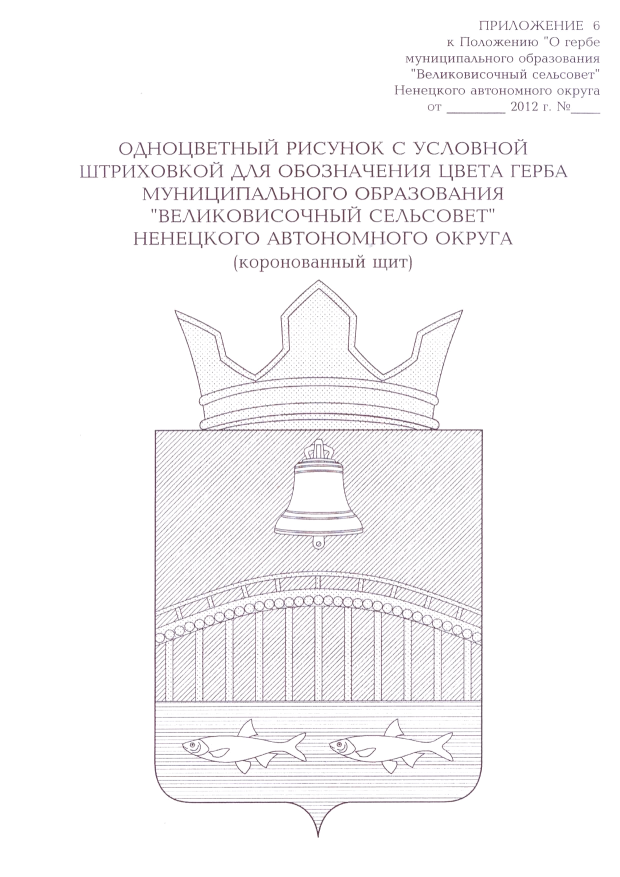 ПРИЛОЖЕНИЕ 6
к Положению "О гербе
муниципального образования
"Великовисочный сельсовет"
Ненецкого автономного округа
от ________ 2012 г. №____
ОДНОЦВЕТНЫЙ РИСУНОК С УСЛОВНОЙ
ШТРИХОВКОЙ ДЛЯ ОБОЗНАЧЕНИЯ ЦВЕТА ГЕРБА
МУНИЦИПАЛЬНОГО ОБРАЗОВАНИЯ
"ВЕЛИКОВИСОЧНЫЙ СЕЛЬСОВЕТ"
НЕНЕЦКОГО АВТОНОМНОГО ОКРУГА
(коронованный щит)